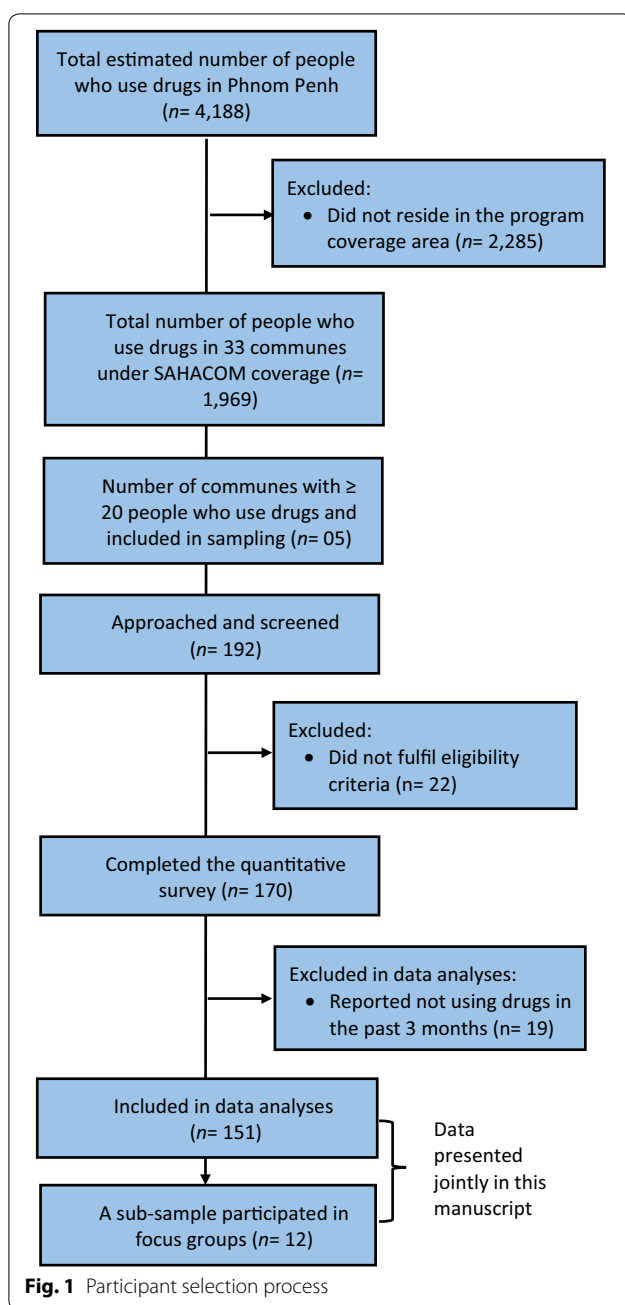 Total estimated number of people
who use drugs in Phnom Penh
(n= 4,188)
Excluded:
• Did not reside in the program
coverage area (n= 2,285)
Total number of people who
use drugs in 33 communes
under SAHACOM coverage (n=
1,969)
Number of communes with ≥
20 people who use drugs and
included in sampling (n= 05)
Approached and screened
(n= 192)
Excluded:
• Did not fulfil eligibility
criteria (n= 22)
Completed the quantitative
survey (n= 170)
Excluded in data analyses:
• Reported not using drugs in
the past 3 months (n= 19)
Included in data analyses
(n= 151)
A sub-sample participated in
focus groups (n= 12)
Data
presented
jointly in this
manuscript
Fig. 1 Participant selection process